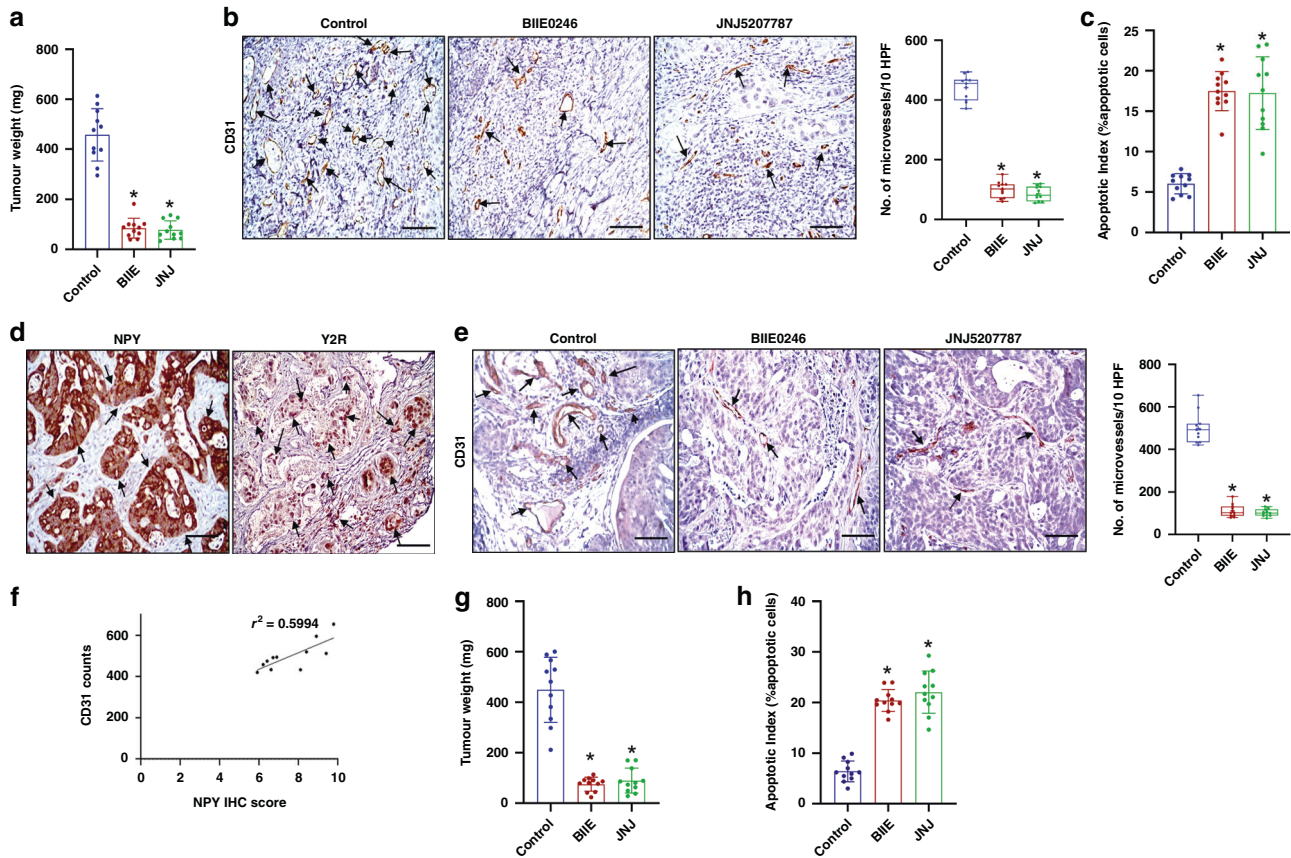 a
Tumour weight (mg)
800
600
400
200
0
Control
BIIE
JNJ
*
*
b
Control
BIIE0246
JNJ5207787
CD31
No. of microvessels/10 HPF
600
400
200
0
Control
BIIE
JNJ
*
*
c
Apoptotic Index (%apoptotic cells)
25
20
15
10
5
0
Control
BIIE
JNJ
*
*
d
NPY
Y2R
e
Control
BIIE0246
JNJ5207787
CD31
No. of microvessels/10 HPF
800
600
400
200
0
Control
BIIE
JNJ
*
*
f
r² = 0.5994
CD31 counts
600
400
200
0
0 2 4 6 8 10
NPY IHC score
g
Tumour weight (mg)
800
600
400
200
0
Control
BIIE
JNJ
*
*
h
Apoptotic Index (%apoptotic cells)
40
30
20
10
0
Control
BIIE
JNJ
*
*